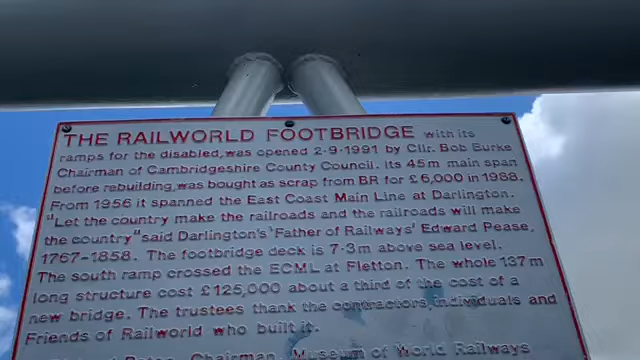 THE RAILWORLD FOOTBRIDGE with its
ramps for the disabled, was opened 2-9-1991 by Cllr. Bob Burke
Chairman of Cambridgeshire County Council. Its 45m main span
before rebuilding, was bought as scrap from BR for £6,000 in 1988.
From 1956 it spanned the East Coast Main Line at Darlington.
"Let the country make the railroads and the railroads will make
the country" said Darlington's 'Father of Railways' Edward Pease,
1767-1858. The footbridge deck is 7·3m above sea level.
The south ramp crossed the ECML at Fletton. The whole 137m
long structure cost £125,000 about a third of the cost of a
new bridge. The trustees thank the contractors, individuals and
Friends of Railworld who built it.
Chairman, Museum of World Railways